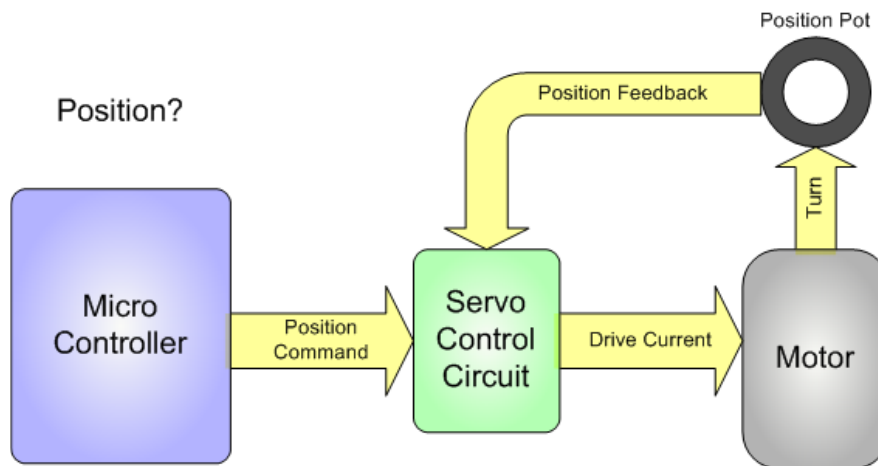 Position Pot
Position Feedback
Position?
Turn
Micro
Controller
Position
Command
Servo
Control
Circuit
Drive Current
Motor